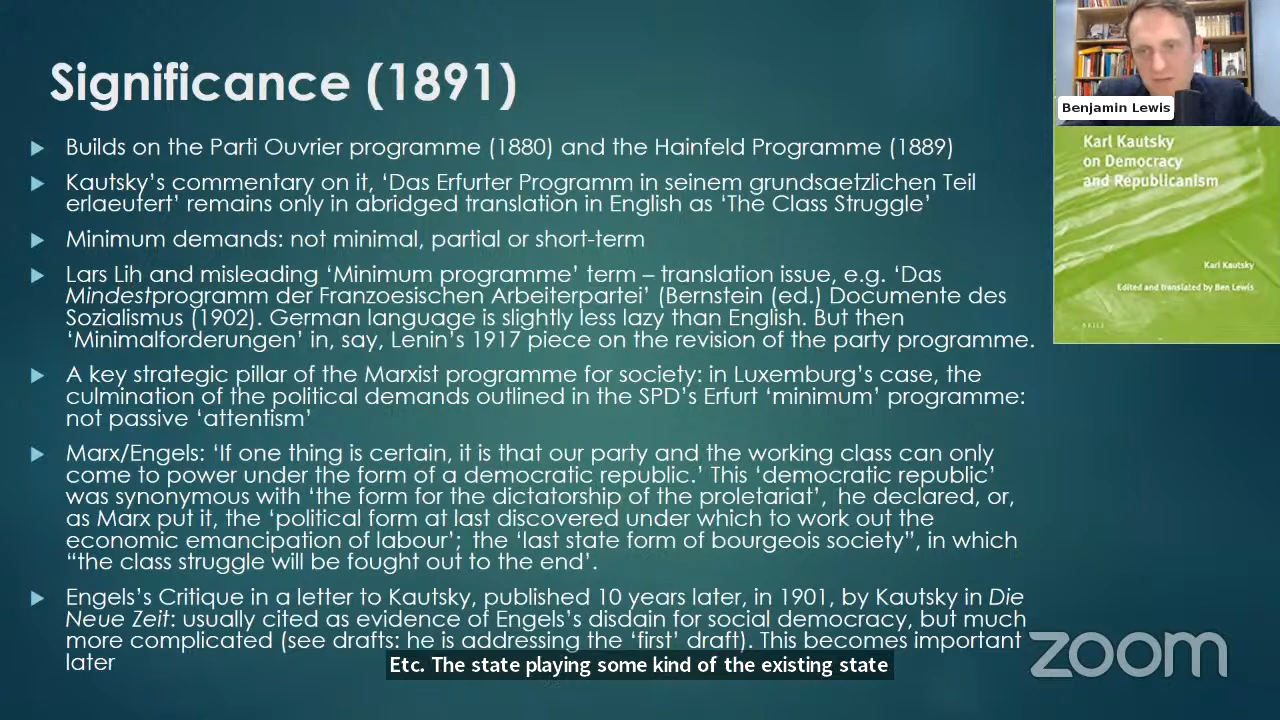 Significance (1891)
Builds on the Parti Ouvrier programme (1880) and the Hainfeld Programme (1889)
Kautsky's commentary on it, 'Das Erfurter Programm in seinem grundsaetzlichen Teil
erlaeutert' remains only in abridged translation in English as 'The Class Struggle'
Minimum demands: not minimal, partial or short-term
Lars Lih and misleading 'Minimum programme' term – translation issue, e.g. 'Das
Mindestprogramm der Franzoesischen Arbeiterpartei' (Bernstein (ed.) Documente des
Sozialismus (1902). German language is slightly less lazy than English. But then
'Minimalforderungen' in, say, Lenin's 1917 piece on the revision of the party programme.
A key strategic pillar of the Marxist programme for society: in Luxemburg's case, the
culmination of the political demands outlined in the SPD's Erfurt 'minimum' programme:
not passive 'attentism'
Marx/Engels: 'If one thing is certain, it is that our party and the working class can only
come to power under the form of a democratic republic.' This 'democratic republic'
was synonymous with 'the form for the dictatorship of the proletariat', he declared, or,
as Marx put it, the 'political form at last discovered under which to work out the
economic emancipation of labour'; the 'last state form of bourgeois society", in which
"the class struggle will be fought out to the end'.
Engels's Critique in a letter to Kautsky, published 10 years later, in 1901, by Kautsky in Die
Neue Zeit: usually cited as evidence of Engels's disdain for social democracy, but much
more complicated (see drafts: he is addressing the 'first' draft). This becomes important
later
Etc. The state playing some kind of the existing state
Benjamin Lewis
Karl Kautsky
on Democracy
and Republicanism
Karl Kautsky
Edited and translated by Ben Lewis
BRILL
zoom